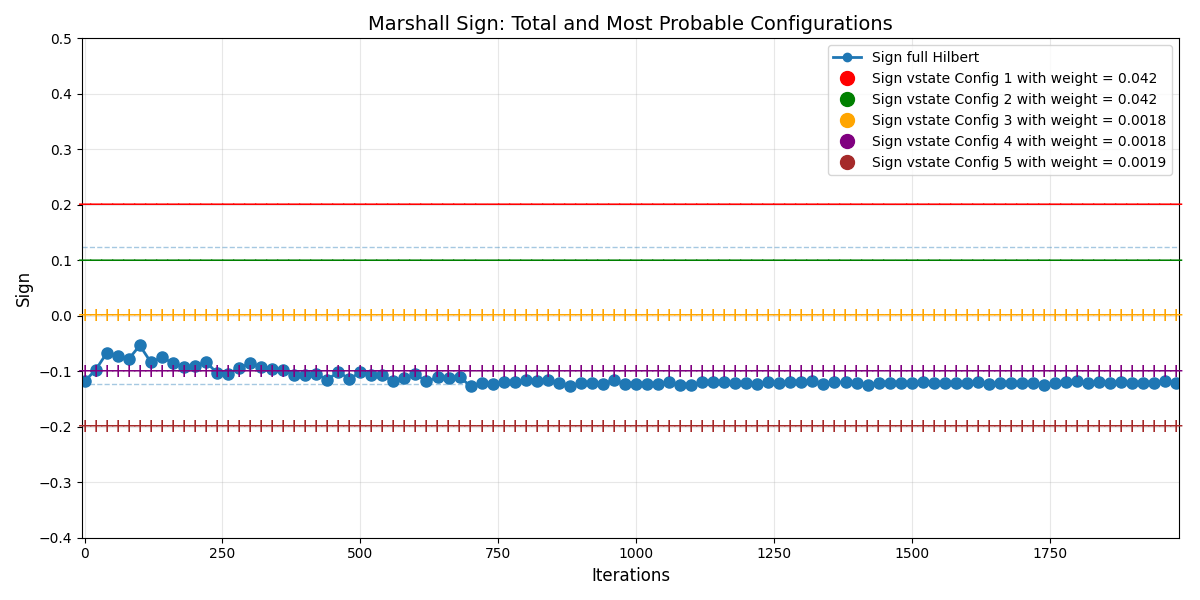 Marshall Sign: Total and Most Probable Configurations
Sign full Hilbert
Sign vstate Config 1 with weight = 0.042
Sign vstate Config 2 with weight = 0.042
Sign vstate Config 3 with weight = 0.0018
Sign vstate Config 4 with weight = 0.0018
Sign vstate Config 5 with weight = 0.0019
Sign
0.5
0.4
0.3
0.2
0.1
0.0
−0.1
−0.2
−0.3
−0.4
0 250 500 750 1000 1250 1500 1750
Iterations